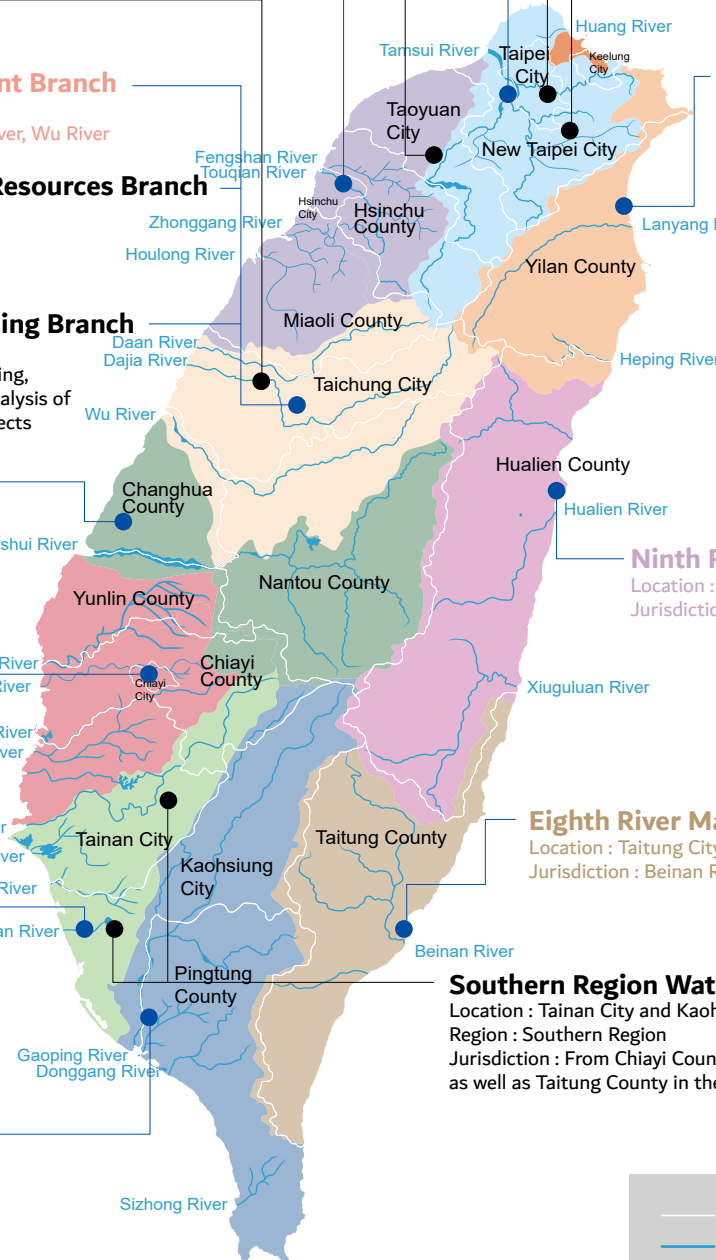 Huang River
Tamsui River
Taipei
City
Keelung
City
nt Branch
Taoyuan
City
ver, Wu River
New Taipei City
Fengshan River
Touqian River
Resources Branch
Hsinchu
City
Hsinchu
County
Zhonggang River
Lanyang
Houlong River
Yilan County
Miaoli County
ing Branch
Daan River
Dajia River
Heping River
ing,
alysis of
ects
Taichung City
Wu River
Hualien County
Changhua
County
Hualien River
shui River
Ninth R
Location :
Jurisdictio
Nantou County
Yunlin County
River
Chiayi
County
Chiayi
City
River
Xiuguluan River
River
ver
r
ver
Tainan City
Taitung County
Eighth River Ma
Location : Taitung City
Jurisdiction : Beinan R
Kaohsiung
City
River
an River
Beinan River
Pingtung
County
Southern Region Wat
Location : Tainan City and Kaoh
Region : Southern Region
Jurisdiction : From Chiayi Coun
as well as Taitung County in the
Gaoping River
Donggang River
Sizhong River